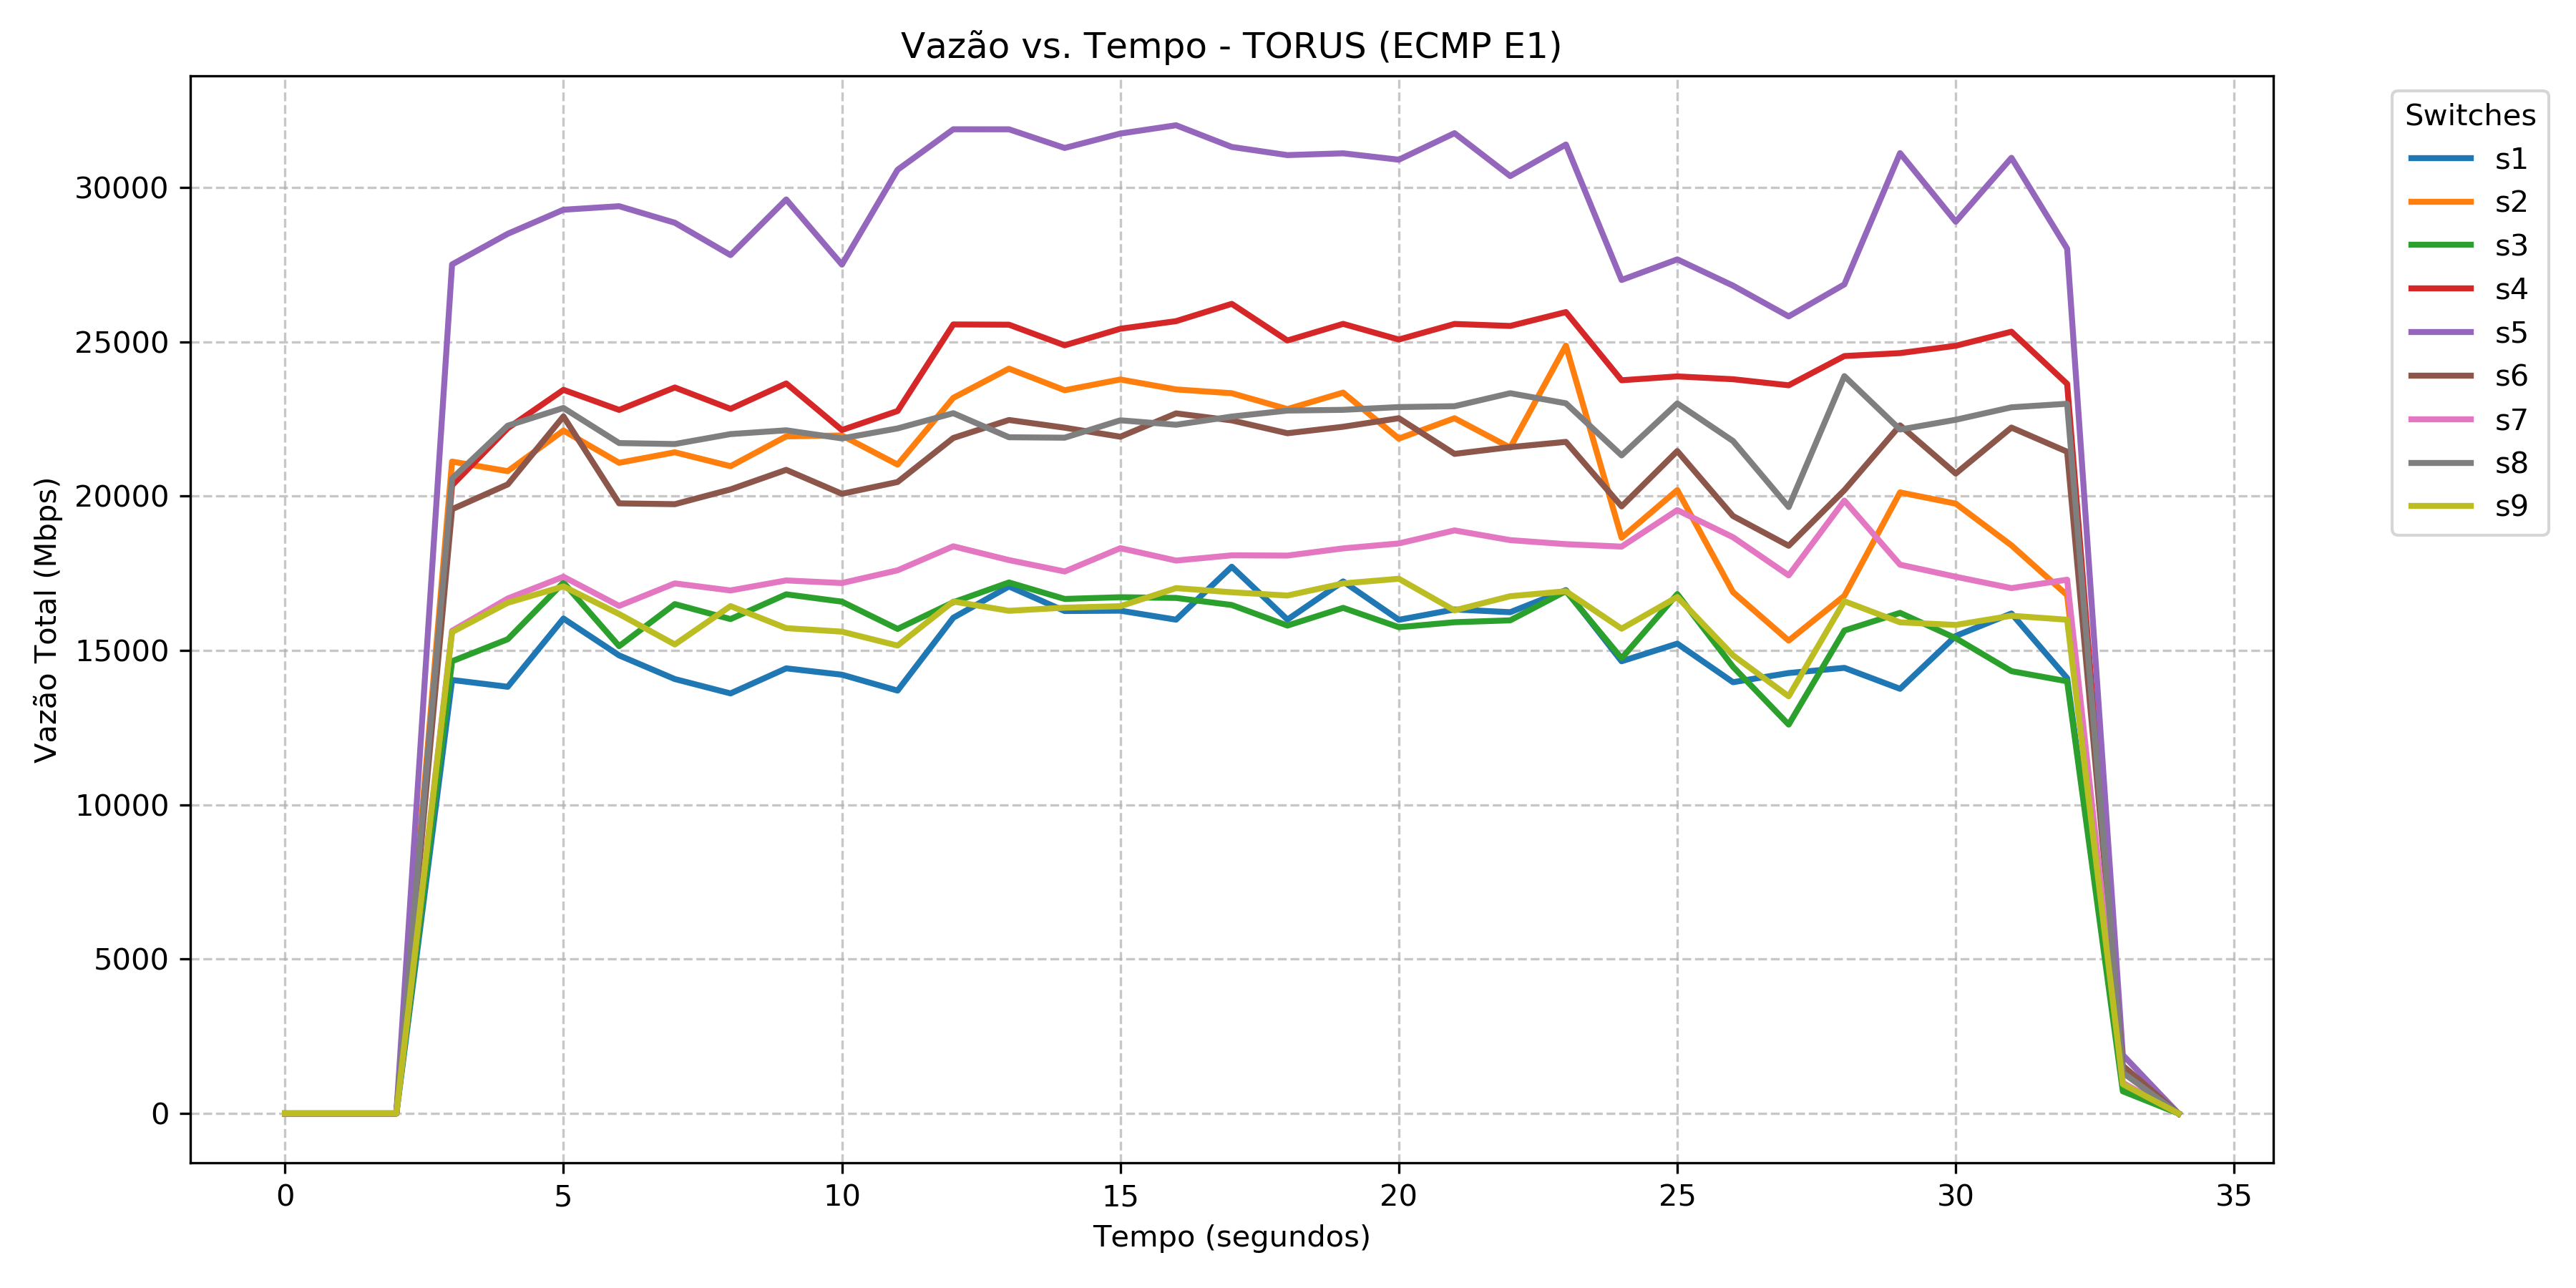 Vazão vs. Tempo - TORUS (ECMP E1)
Switches
s1
s2
s3
s4
s5
s6
s7
s8
s9
Vazão Total (Mbps)
30000
25000
20000
15000
10000
5000
0
0 5 10 15 20 25 30 35
Tempo (segundos)